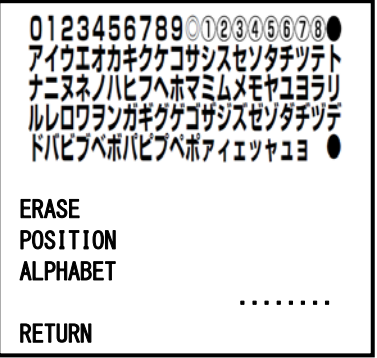 0123456789◎①②③④⑤⑥⑦⑧●
アイウエオカキクケコサシスセソタチツテト
ナニヌネノハヒフヘホマミムメモヤユヨラリ
ルレロワヲンガギグゲゴザジズゼゾダヂヅデ
ドバビブベボパピプペポァィェッャュョ ●
ERASE
POSITION
ALPHABET
........
RETURN